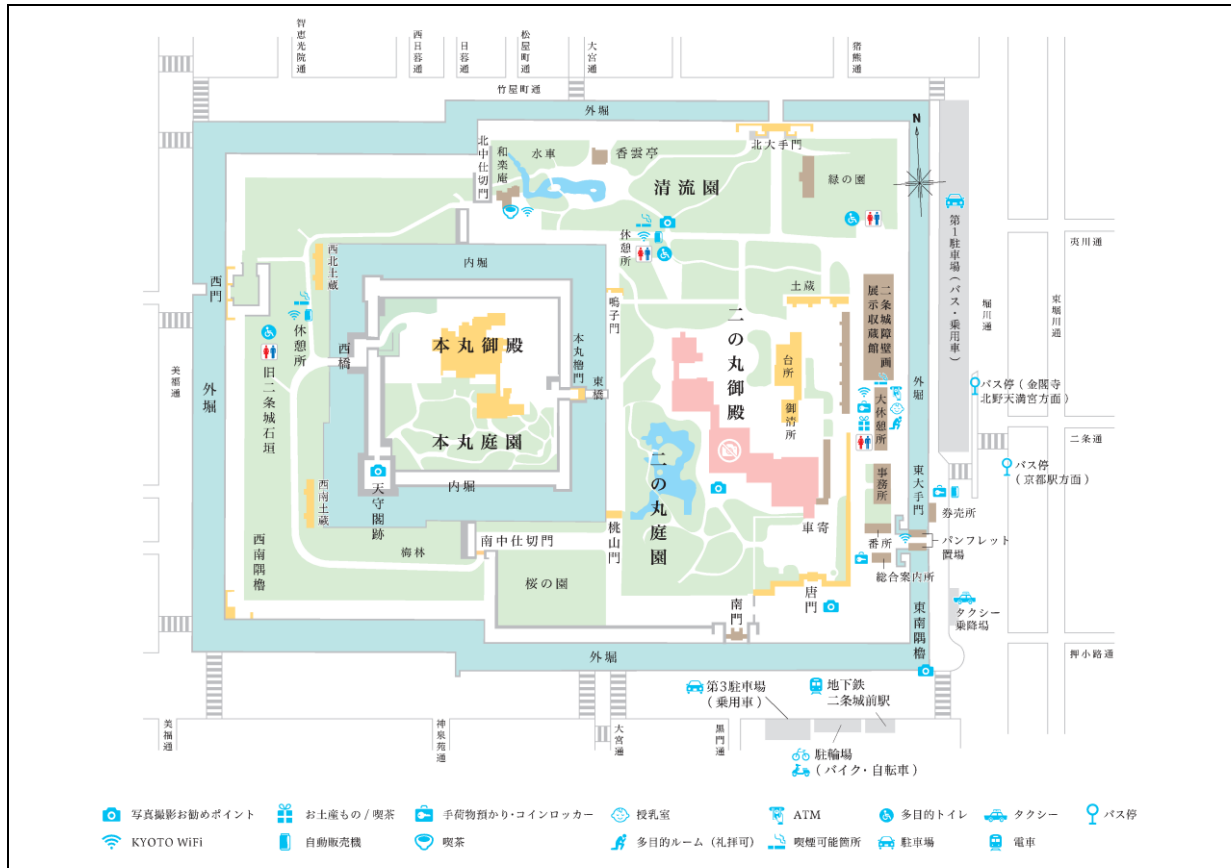 智恵光院通
西日暮通
日暮通
松屋町通
大宮通
猪熊通
竹屋町通
外堀
N
北中仕切門
和楽庵
水車
香雲亭
北大手門
清流園
緑の園
第1駐車場(バス・乗用車)
夷川通
堀川通
東堀川通
休憩所
西北土蔵
内堀
西門
休憩所
鳴子門
土蔵
二条城障壁画
展示収蔵館
本丸御殿
本丸櫓門
東橋
西橋
二の丸御殿
台所
御清所
大休憩所
外堀
バス停(金閣寺
北野天満宮方面)
美福通
外堀
旧二条城石垣
本丸庭園
二の丸庭園
二条通
バス停
(京都駅方面)
事務所
東大手門
内堀
天守閣跡
西南土蔵
券売所
車寄
番所
パンフレット
置場
総合案内所
南中仕切門
桃山門
梅林
西南隅櫓
桜の園
南門
唐門
タクシー
乗降場
東南隅櫓
外堀
押小路通
第3駐車場
(乗用車)
地下鉄
二条城前駅
美福通
神泉苑通
大宮通
黒門通
駐輪場
(バイク・自転車)
写真撮影お勧めポイント
お土産もの/喫茶
手荷物預かり・コインロッカー
授乳室
ATM
多目的トイレ
タクシー
バス停
KYOTO WiFi
自動販売機
喫茶
多目的ルーム(礼拝可)
喫煙可能箇所
駐車場
電車